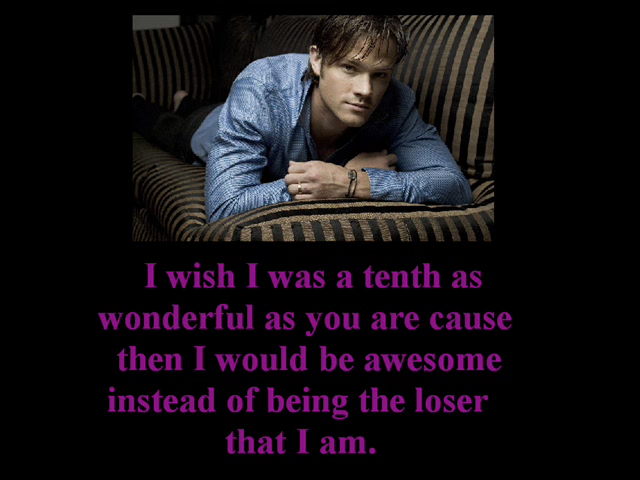 I wish I was a tenth as
wonderful as you are cause
then I would be awesome
instead of being the loser
that I am.